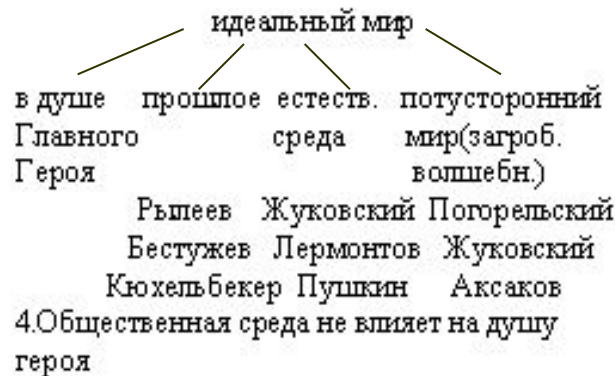 идеальный мир
в душе прошлое естеств. потусторонний
Главного среда мир(загроб.
Героя волшебн.)
Рылеев Жуковский Погорельский
Бестужев Лермонтов Жуковский
Кюхельбекер Пушкин Аксаков
4.Общественная среда не влияет на душу
героя